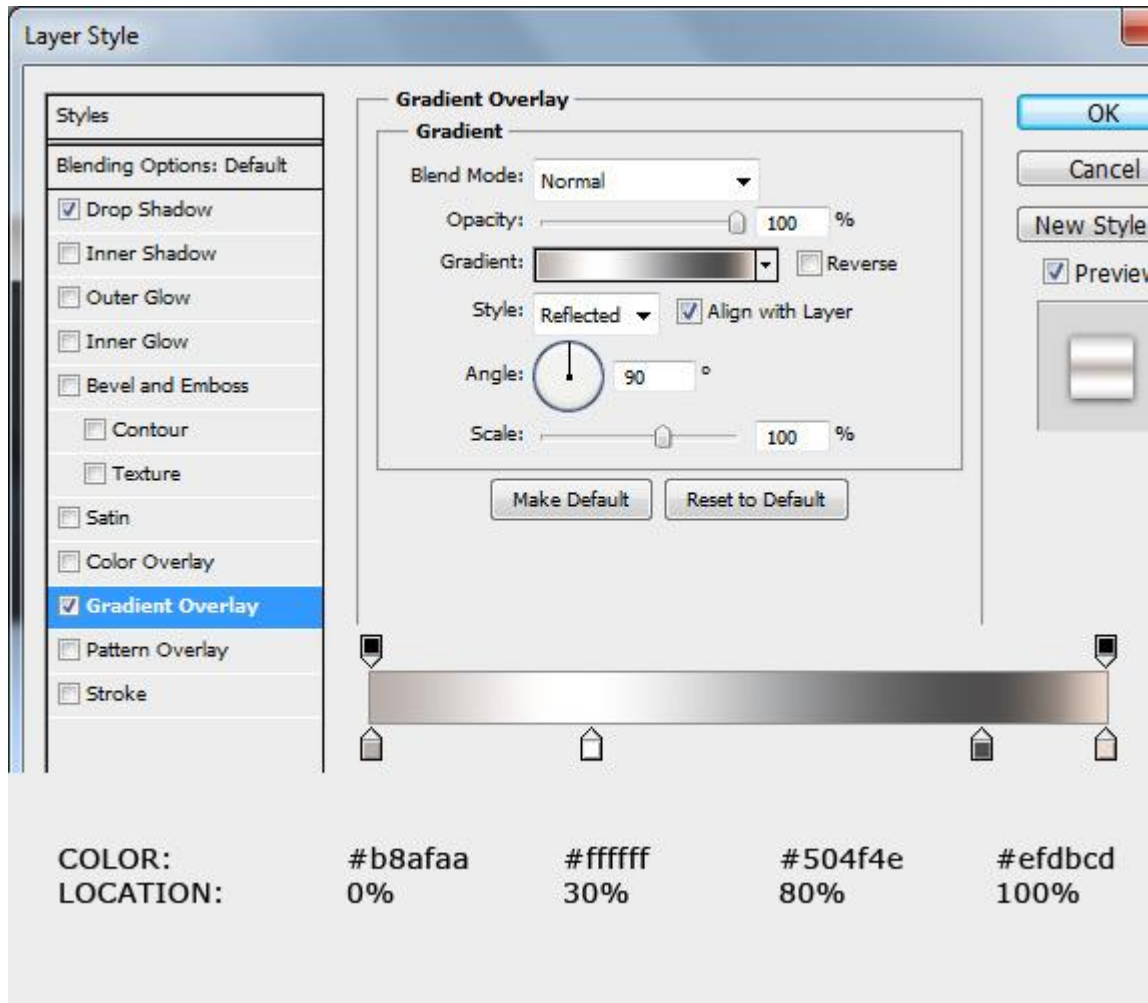 Layer Style
Styles
Blending Options: Default
Drop Shadow
Inner Shadow
Outer Glow
Inner Glow
Bevel and Emboss
Contour
Texture
Satin
Color Overlay
Gradient Overlay
Pattern Overlay
Stroke
Gradient Overlay
Gradient
Blend Mode: Normal
Opacity: 100 %
Gradient: Reverse
Style: Reflected Align with Layer
Angle: 90 °
Scale: 100 %
Make Default Reset to Default
OK
Cancel
New Style
Preview
COLOR: #b8afaa #ffffff #504f4e #efdbcd
LOCATION: 0% 30% 80% 100%